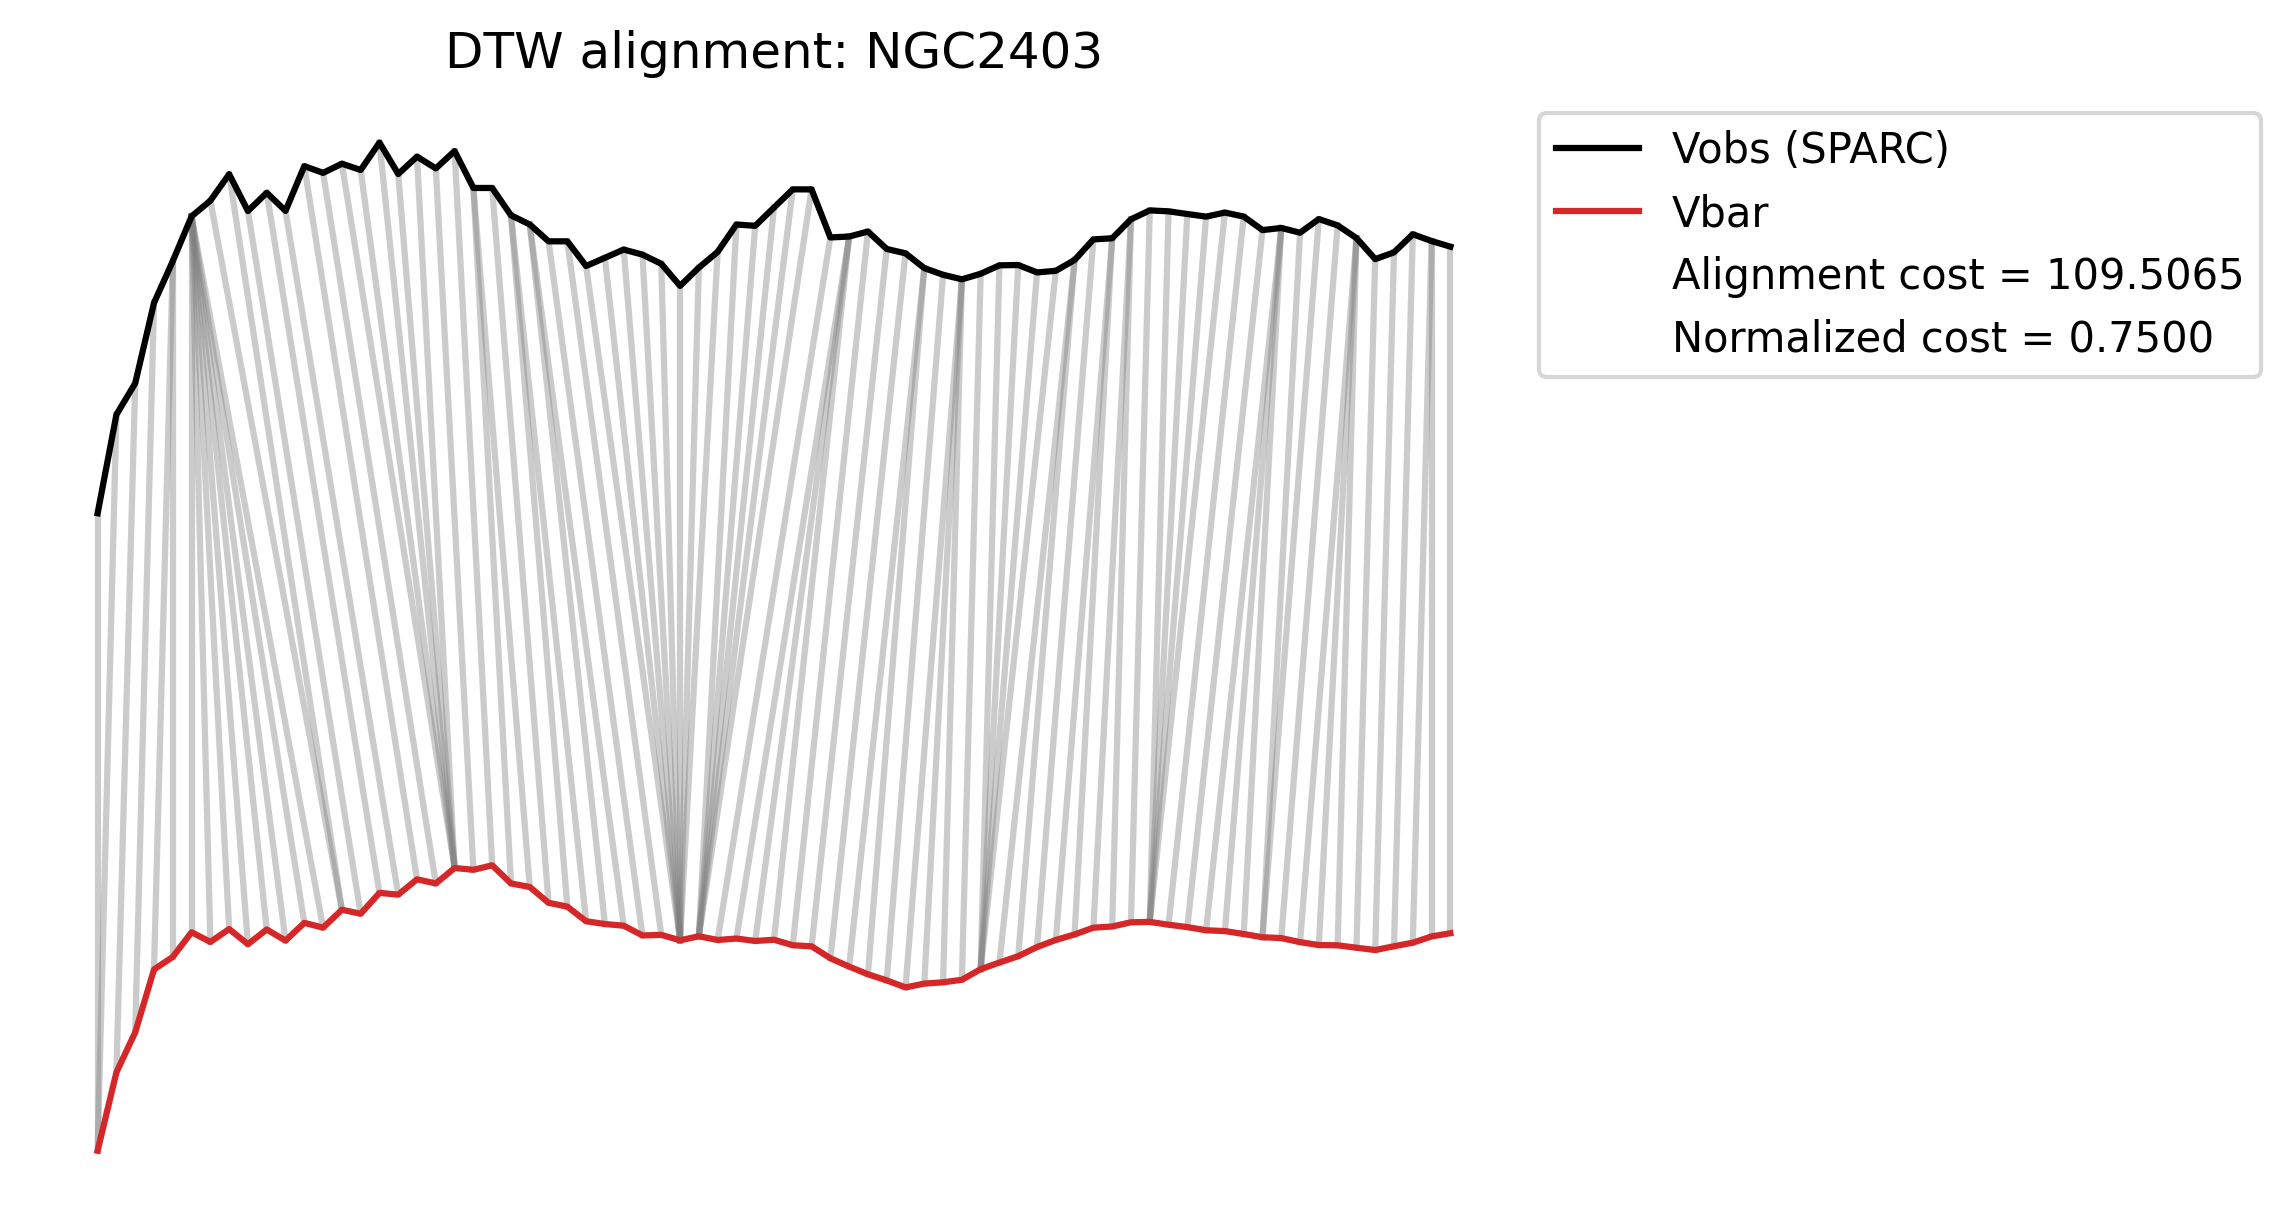 DTW alignment: NGC2403
Vobs (SPARC)
Vbar
Alignment cost = 109.5065
Normalized cost = 0.7500